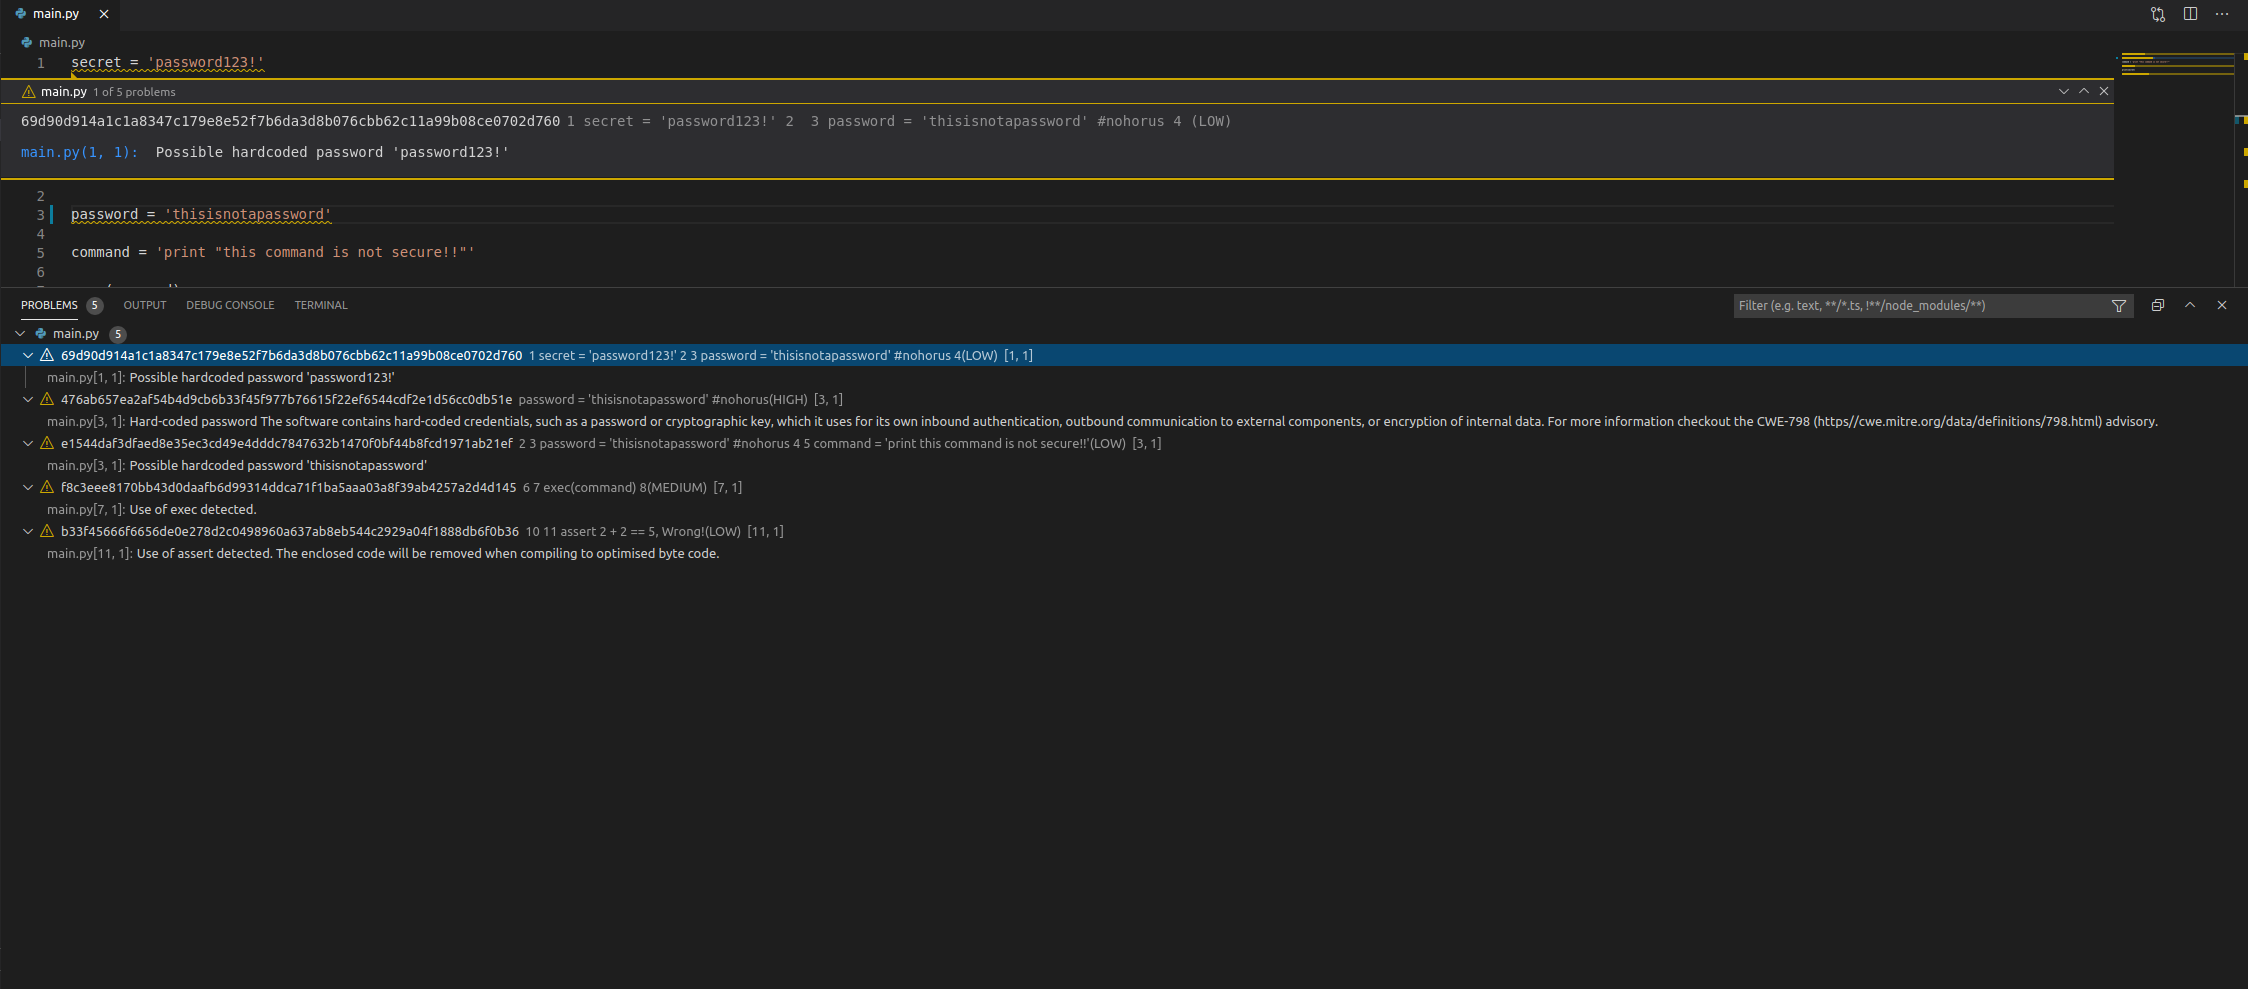 main.py
main.py
1 secret = 'password123!'
main.py 1 of 5 problems
69d90d914a1c1a8347c179e8e52f7b6da3d8b076cbb62c11a99b08ce0702d760 1 secret = 'password123!' 2 3 password = 'thisisnotapassword' #nohorus 4 (LOW)
main.py(1, 1): Possible hardcoded password 'password123!'
2
3 password = 'thisisnotapassword'
4
5 command = 'print "this command is not secure!!"'
6
PROBLEMS 5 OUTPUT DEBUG CONSOLE TERMINAL Filter (e.g. text, **/*.ts, !**/node_modules/**)
main.py 5
69d90d914a1c1a8347c179e8e52f7b6da3d8b076cbb62c11a99b08ce0702d760 1 secret = 'password123!' 2 3 password = 'thisisnotapassword' #nohorus 4(LOW) [1, 1]
main.py[1, 1]: Possible hardcoded password 'password123!'
476ab657ea2af54b4d9cb6b33f45f977b76615f22ef6544cdf2e1d56cc0db51e password = 'thisisnotapassword' #nohorus(HIGH) [3, 1]
main.py[3, 1]: Hard-coded password The software contains hard-coded credentials, such as a password or cryptographic key, which it uses for its own inbound authentication, outbound communication to external components, or encryption of internal data. For more information checkout the CWE-798 (https//cwe.mitre.org/data/definitions/798.html) advisory.
e1544daf3dfaed8e35ec3cd49e4dddc7847632b1470f0bf44b8fcd1971ab21ef 2 3 password = 'thisisnotapassword' #nohorus 4 5 command = 'print this command is not secure!!'(LOW) [3, 1]
main.py[3, 1]: Possible hardcoded password 'thisisnotapassword'
f8c3eee8170bb43d0daafb6d99314ddca71f1ba5aaa03a8f39ab4257a2d4d145 6 7 exec(command) 8(MEDIUM) [7, 1]
main.py[7, 1]: Use of exec detected.
b33f45666f6656de0e278d2c0498960a637ab8eb544c2929a04f1888db6f0b36 10 11 assert 2 + 2 == 5, Wrong!(LOW) [11, 1]
main.py[11, 1]: Use of assert detected. The enclosed code will be removed when compiling to optimised byte code.